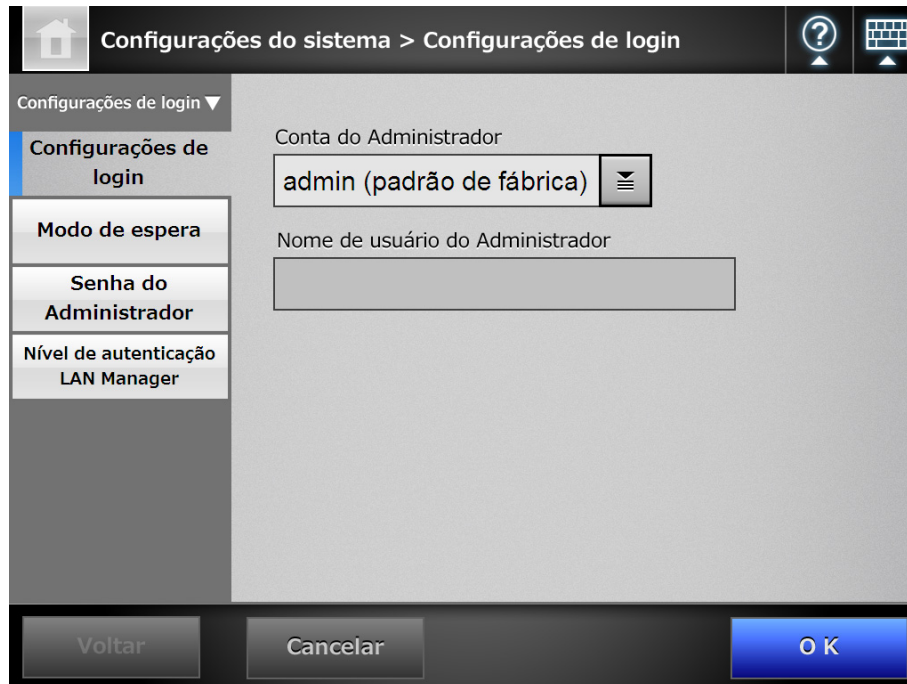 Configurações do sistema > Configurações de login
?
Configurações de login ▼
Configurações de
login
Modo de espera
Senha do
Administrador
Nível de autenticação
LAN Manager
Conta do Administrador
admin (padrão de fábrica)
Nome de usuário do Administrador
Voltar
Cancelar
OK